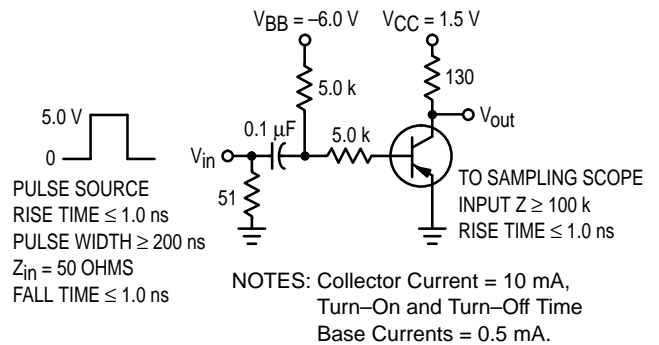 VBB = –6.0 V
VCC = 1.5 V
5.0 k
130
Vout
5.0 V
0
0.1 µF
5.0 k
Vin
51
PULSE SOURCE
RISE TIME ≤ 1.0 ns
PULSE WIDTH ≥ 200 ns
Zin = 50 OHMS
FALL TIME ≤ 1.0 ns
TO SAMPLING SCOPE
INPUT Z ≥ 100 k
RISE TIME ≤ 1.0 ns
NOTES: Collector Current = 10 mA,
Turn–On and Turn–Off Time
Base Currents = 0.5 mA.